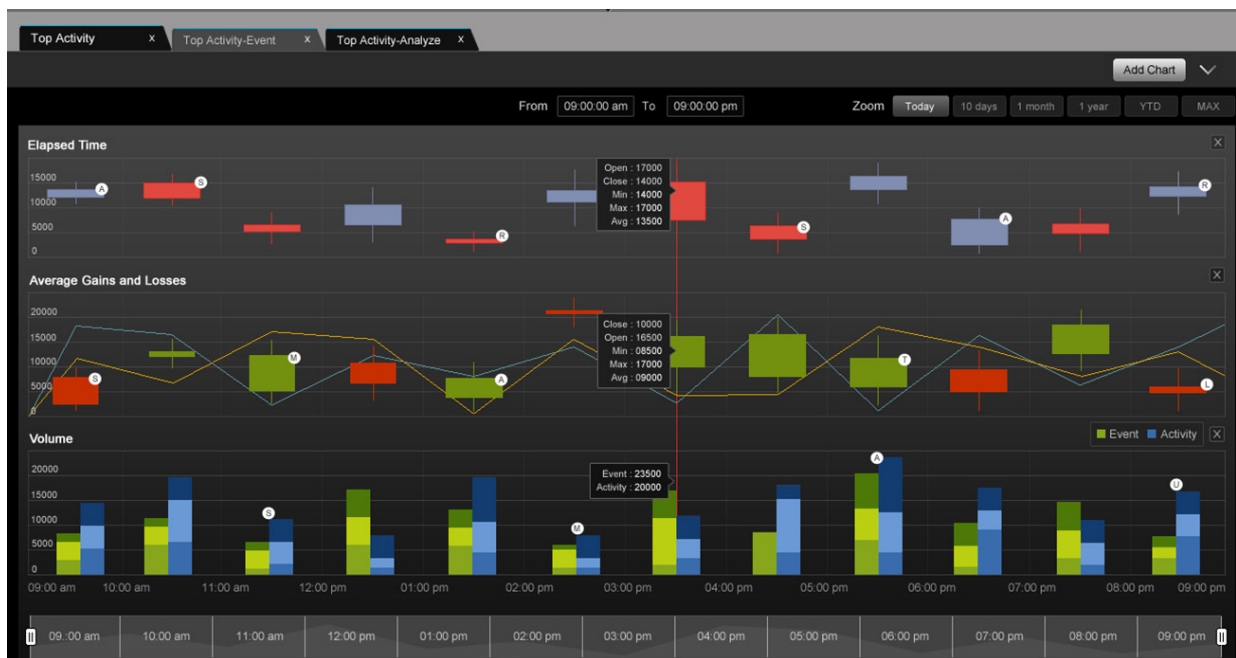 Top Activity x Top Activity-Event x Top Activity-Analyze x
Add Chart
From 09:00:00 am To 09:00:00 pm Zoom Today 10 days 1 month 1 year YTD MAX
Elapsed Time X
15000
10000
5000
0
A
S
R
Open : 17000
Close : 14000
Min : 14000
Max : 17000
Avg : 13500
S
A
R
Average Gains and Losses X
20000
15000
10000
5000
0
S
M
A
Close : 10000
Open : 16500
Min : 08500
Max : 17000
Avg : 09000
T
L
Volume Event Activity X
20000
15000
10000
5000
0
S
M
Event : 23500
Activity : 20000
A
U
09:00 am 10:00 am 11:00 am 12:00 pm 01:00 pm 02:00 pm 03:00 pm 04:00 pm 05:00 pm 06:00 pm 07:00 pm 08:00 pm 09:00 pm
09.:00 am 10:00 am 11:00 am 12:00 pm 01:00 pm 02:00 pm 03:00 pm 04:00 pm 05:00 pm 06:00 pm 07:00 pm 08:00 pm 09:00 pm